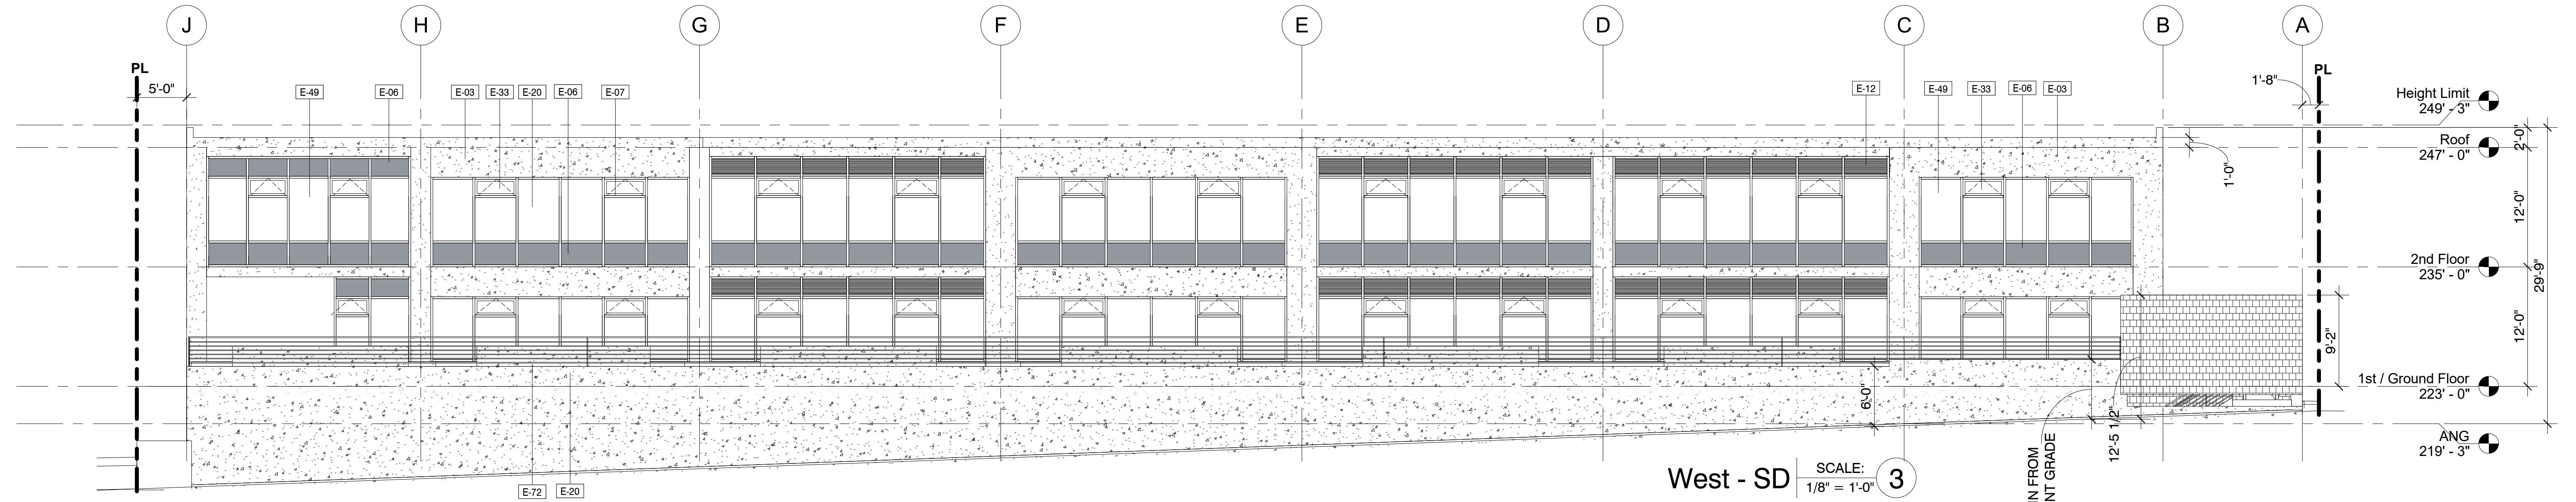 J H G F E D C B A
PL
5'-0"
E-49
E-06
E-03
E-33
E-20
E-06
E-07
E-12
E-49
E-33
E-06
E-03
1'-8"
PL
Height Limit
249' - 3"
Roof
247' - 0"
2'-0"
1'-0"
12'-0"
2nd Floor
235' - 0"
29'-9"
12'-0"
9'-2"
1st / Ground Floor
223' - 0"
6'-0"
12'-5 1/2"
ANG
219' - 3"
IN FROM
NT GRADE
E-72
E-20
West - SD
SCALE:
1/8" = 1'-0"
3